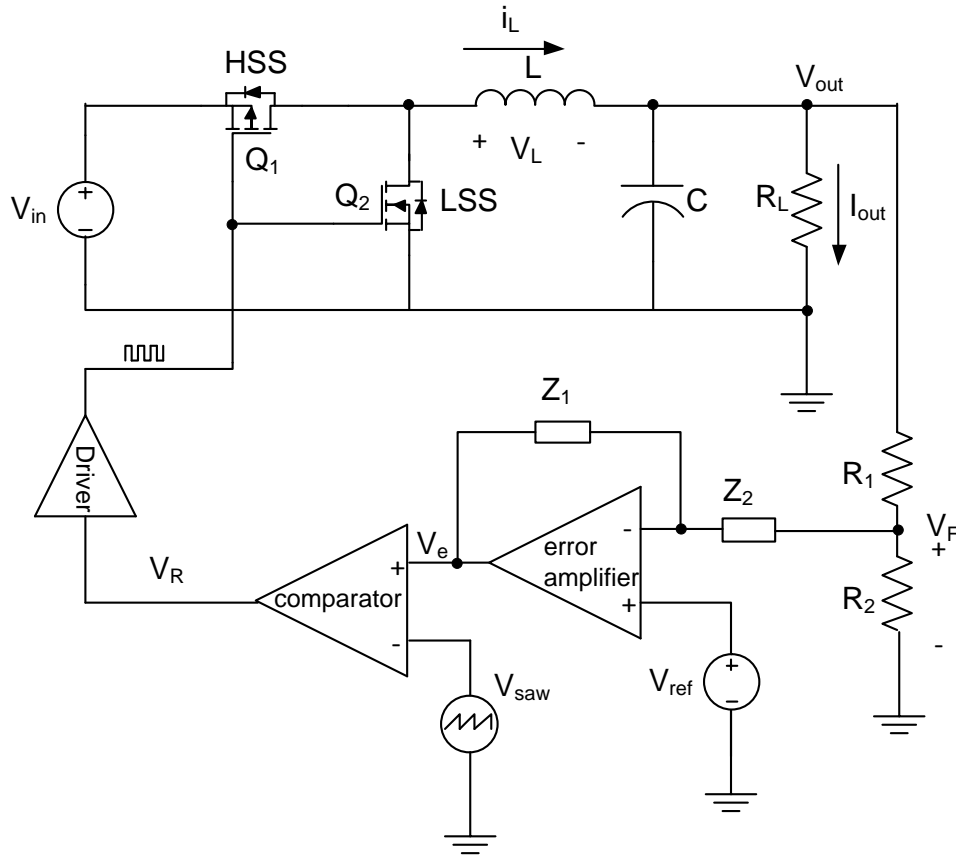 i_L
HSS
L
V_out
+ V_L -
Q_1
Q_2
LSS
C
R_L
I_out
V_in
+
-
Z_1
Driver
R_1
Z_2
V_F
+
V_e
-
error
amplifier
+
V_R
+
comparator
-
R_2
-
V_saw
V_ref
+
-